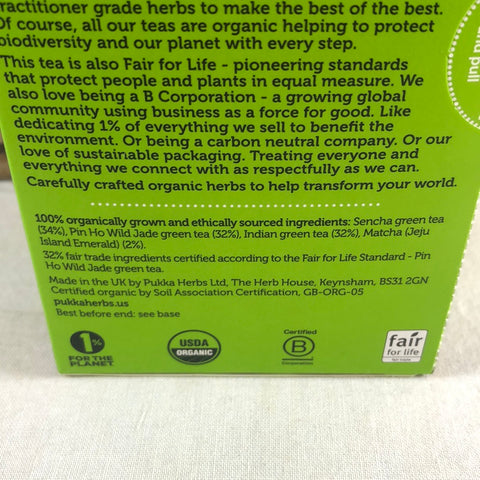 practitioner grade herbs to make the best of the best.
Of course, all our teas are organic helping to protect
biodiversity and our planet with every step.
This tea is also Fair for Life - pioneering standards
that protect people and plants in equal measure. We
also love being a B Corporation - a growing global
community using business as a force for good. Like
dedicating 1% of everything we sell to benefit the
environment. Or being a carbon neutral company. Or our
love of sustainable packaging. Treating everyone and
everything we connect with as respectfully as we can.
Carefully crafted organic herbs to help transform your world.
100% organically grown and ethically sourced ingredients: Sencha green tea
(34%), Pin Ho Wild Jade green tea (32%), Indian green tea (32%), Matcha (Jeju
Island Emerald) (2%).
32% fair trade ingredients certified according to the Fair for Life Standard - Pin
Ho Wild Jade green tea.
Made in the UK by Pukka Herbs Ltd, The Herb House, Keynsham, BS31 2GN
Certified organic by Soil Association Certification, GB-ORG-05
pukkaherbs.us
Best before end: see base
1%
FOR THE
PLANET
USDA
ORGANIC
Certified
B
Corporation
fair
for life
fair trade
and pull